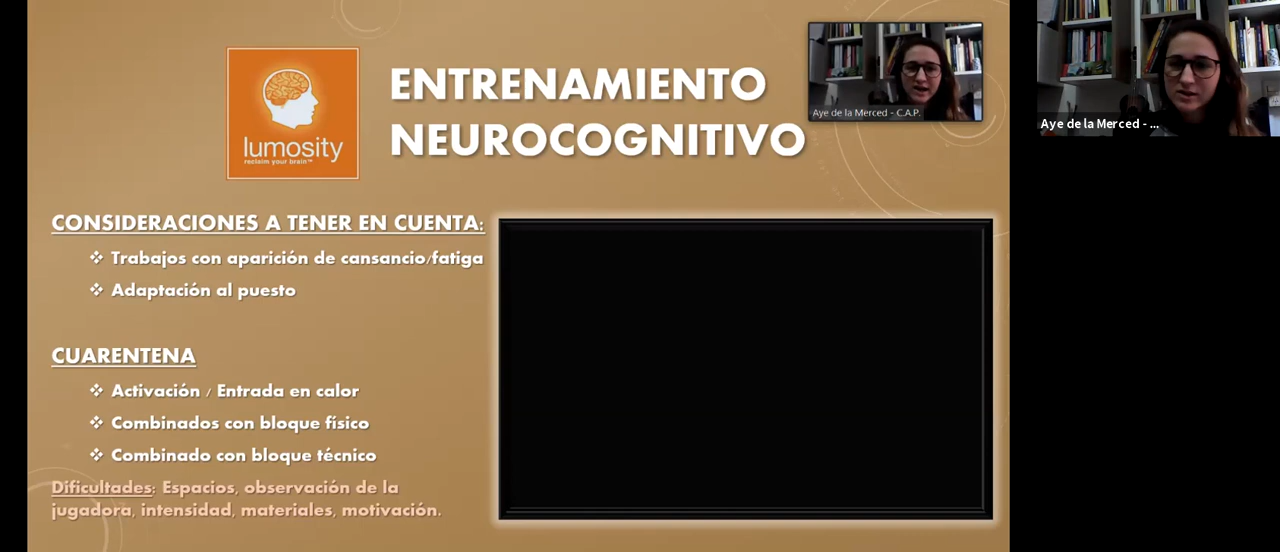 lumosity
reclaim your brain™
ENTRENAMIENTO
NEUROCOGNITIVO
Aye de la Merced - C.A.P.
Aye de la Merced - ...
CONSIDERACIONES A TENER EN CUENTA:
❖ Trabajos con aparición de cansancio/fatiga
❖ Adaptación al puesto
CUARENTENA
❖ Activación / Entrada en calor
❖ Combinados con bloque físico
❖ Combinado con bloque técnico
Dificultades: Espacios, observación de la
jugadora, intensidad, materiales, motivación.